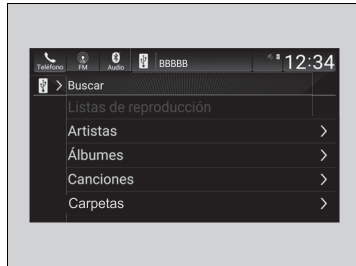 Teléfono FM Audio BBBBB 12:34
Buscar
Listas de reproducción
Artistas
Álbumes
Canciones
Carpetas